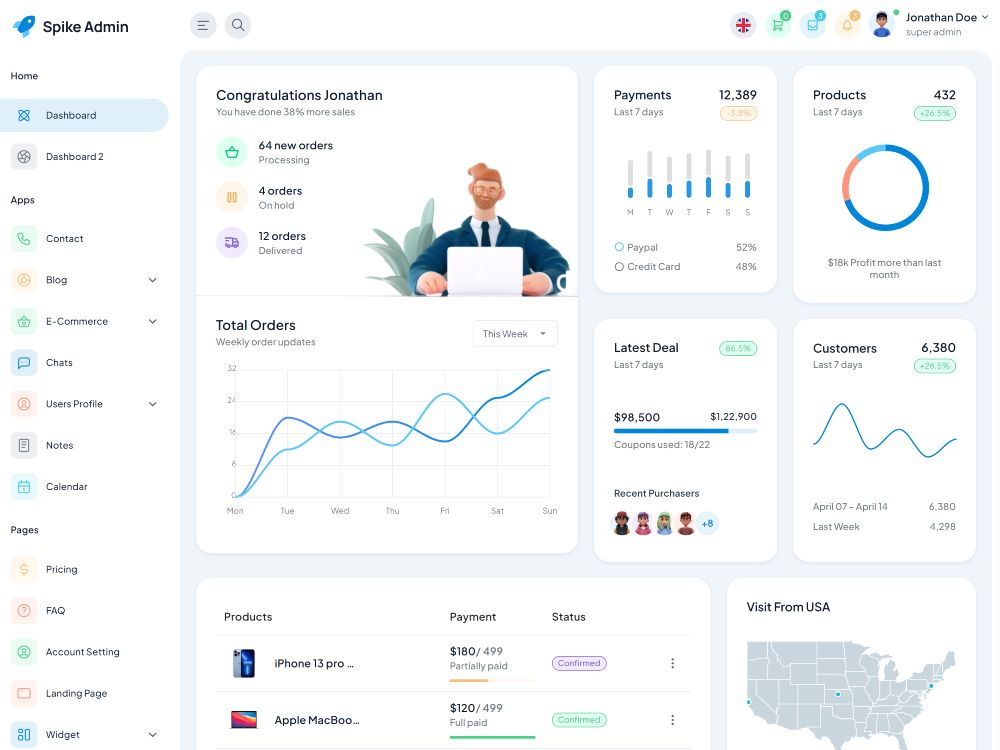 Spike Admin
0
3
3
Jonathan Doe
super admin
Home
Dashboard
Dashboard 2
Apps
Contact
Blog
E-Commerce
Chats
Users Profile
Notes
Calendar
Pages
Pricing
FAQ
Account Setting
Landing Page
Widget
Congratulations Jonathan
You have done 38% more sales
64 new orders
Processing
4 orders
On hold
12 orders
Delivered
Total Orders
Weekly order updates
This Week
32
24
16
8
0
Mon Tue Wed Thu Fri Sat Sun
Payments 12,389
Last 7 days -3.8%
M T W T F S S
Paypal 52%
Credit Card 48%
Products 432
Last 7 days +26.5%
$18k Profit more than last
month
Latest Deal 86.5%
Last 7 days
$98,500 $1,22,900
Coupons used: 18/22
Recent Purchasers
+8
Customers 6,380
Last 7 days +26.5%
April 07 - April 14 6,380
Last Week 4,298
Products Payment Status
iPhone 13 pro ... $180/ 499 Confirmed
Partially paid
Apple MacBoo... $120/ 499 Confirmed
Full paid
Visit From USA